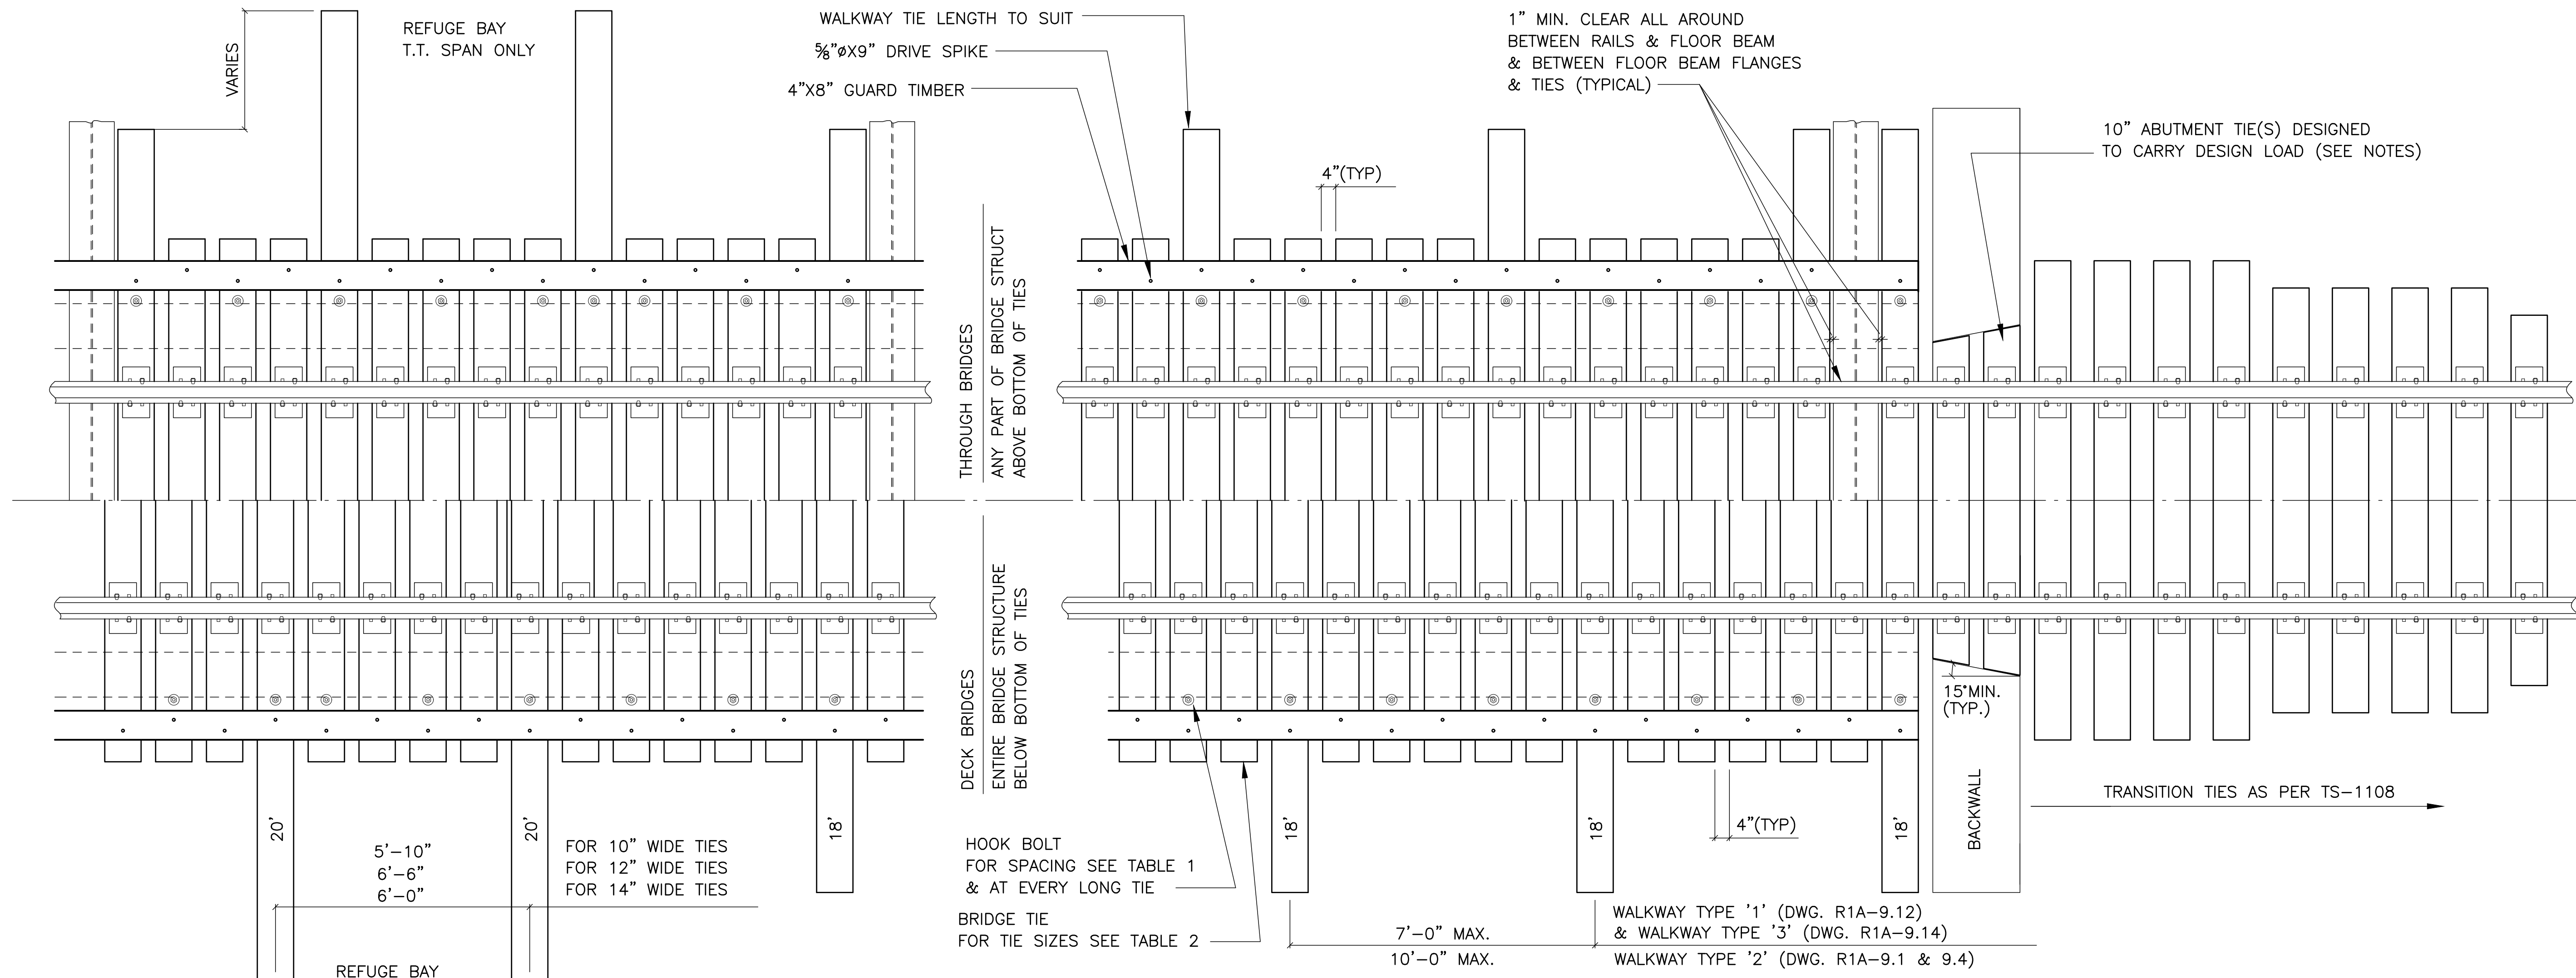 REFUGE BAY
T.T. SPAN ONLY
VARIES
WALKWAY TIE LENGTH TO SUIT
⅝"øX9" DRIVE SPIKE
4"X8" GUARD TIMBER
4"(TYP)
1" MIN. CLEAR ALL AROUND
BETWEEN RAILS & FLOOR BEAM
& BETWEEN FLOOR BEAM FLANGES
& TIES (TYPICAL)
10" ABUTMENT TIE(S) DESIGNED
TO CARRY DESIGN LOAD (SEE NOTES)
THROUGH BRIDGES
ANY PART OF BRIDGE STRUCT
ABOVE BOTTOM OF TIES
DECK BRIDGES
ENTIRE BRIDGE STRUCTURE
BELOW BOTTOM OF TIES
20'
20'
18'
5'-10"
6'-6"
6'-0"
FOR 10" WIDE TIES
FOR 12" WIDE TIES
FOR 14" WIDE TIES
REFUGE BAY
HOOK BOLT
FOR SPACING SEE TABLE 1
& AT EVERY LONG TIE
BRIDGE TIE
FOR TIE SIZES SEE TABLE 2
18'
18'
18'
4"(TYP)
7'-0" MAX.
10'-0" MAX.
WALKWAY TYPE '1' (DWG. R1A-9.12)
& WALKWAY TYPE '3' (DWG. R1A-9.14)
WALKWAY TYPE '2' (DWG. R1A-9.1 & 9.4)
15°MIN.
(TYP.)
BACKWALL
TRANSITION TIES AS PER TS-1108